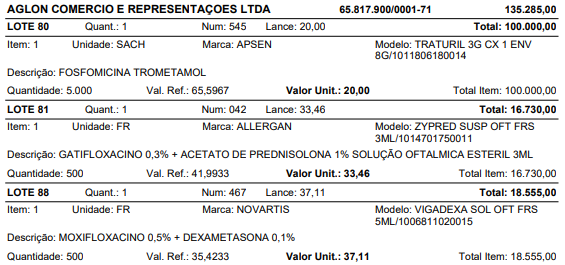 AGLON COMERCIO E REPRESENTAÇOES LTDA 65.817.900/0001-71 135.285,00
LOTE 80 Quant.: 1 Num: 545 Lance: 20,00 Total: 100.000,00
Item: 1 Unidade: SACH Marca: APSEN Modelo: TRATURIL 3G CX 1 ENV
8G/1011806180014
Descrição: FOSFOMICINA TROMETAMOL
Quantidade: 5.000 Val. Ref.: 65,5967 Valor Unit.: 20,00 Total Item: 100.000,00
LOTE 81 Quant.: 1 Num: 042 Lance: 33,46 Total: 16.730,00
Item: 1 Unidade: FR Marca: ALLERGAN Modelo: ZYPRED SUSP OFT FRS
3ML/1014701750011
Descrição: GATIFLOXACINO 0,3% + ACETATO DE PREDNISOLONA 1% SOLUÇÃO OFTALMICA ESTERIL 3ML
Quantidade: 500 Val. Ref.: 41,9933 Valor Unit.: 33,46 Total Item: 16.730,00
LOTE 88 Quant.: 1 Num: 467 Lance: 37,11 Total: 18.555,00
Item: 1 Unidade: FR Marca: NOVARTIS Modelo: VIGADEXA SOL OFT FRS
5ML/1006811020015
Descrição: MOXIFLOXACINO 0,5% + DEXAMETASONA 0,1%
Quantidade: 500 Val. Ref.: 35,4233 Valor Unit.: 37,11 Total Item: 18.555,00